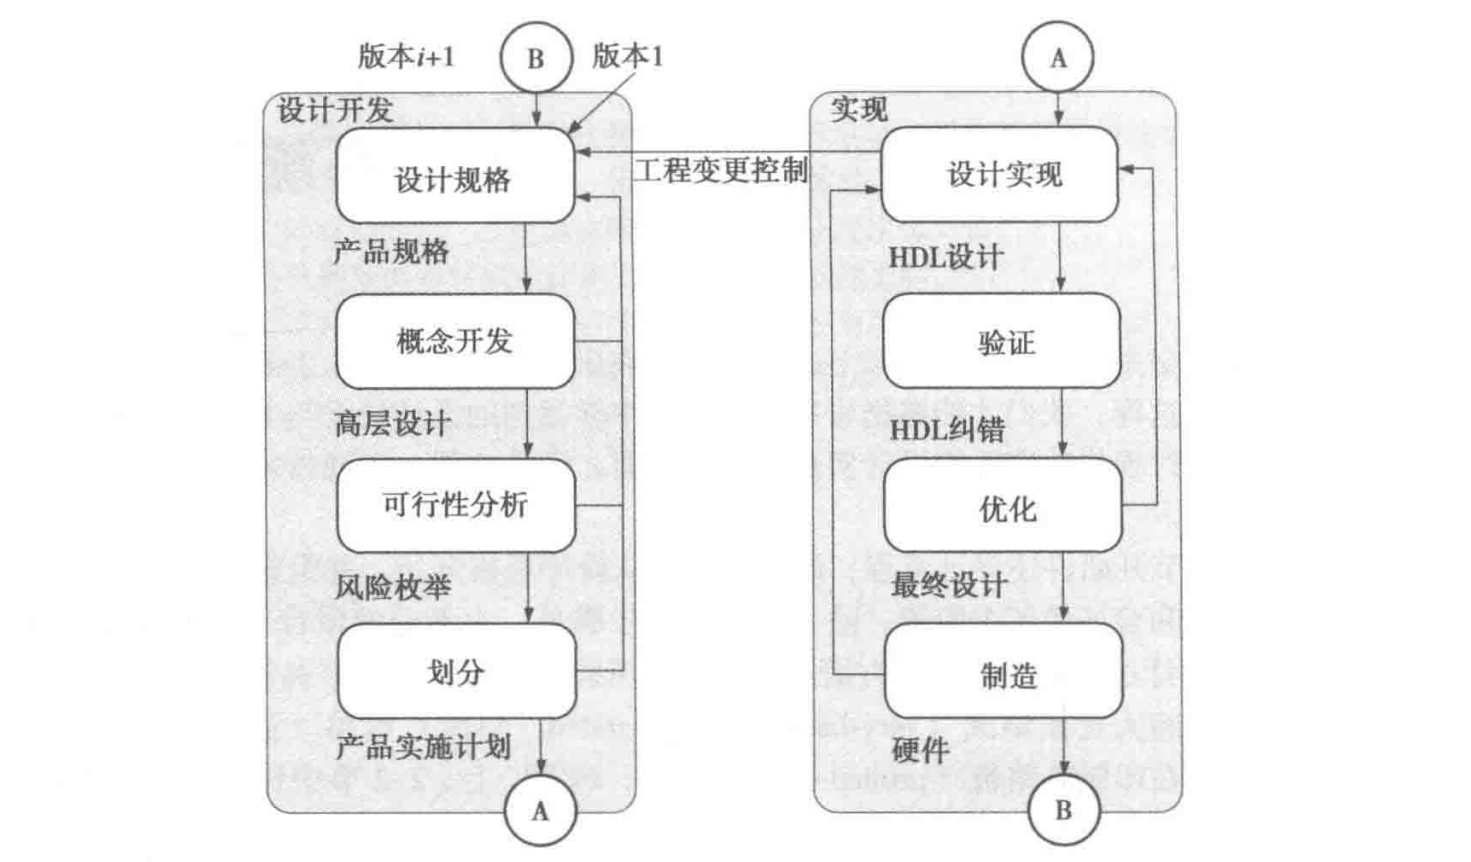 版本i+1
B
版本1
A
设计开发
设计规格
产品规格
概念开发
高层设计
可行性分析
风险枚举
划分
产品实施计划
A
工程变更控制
实现
设计实现
HDL设计
验证
HDL纠错
优化
最终设计
制造
硬件
B